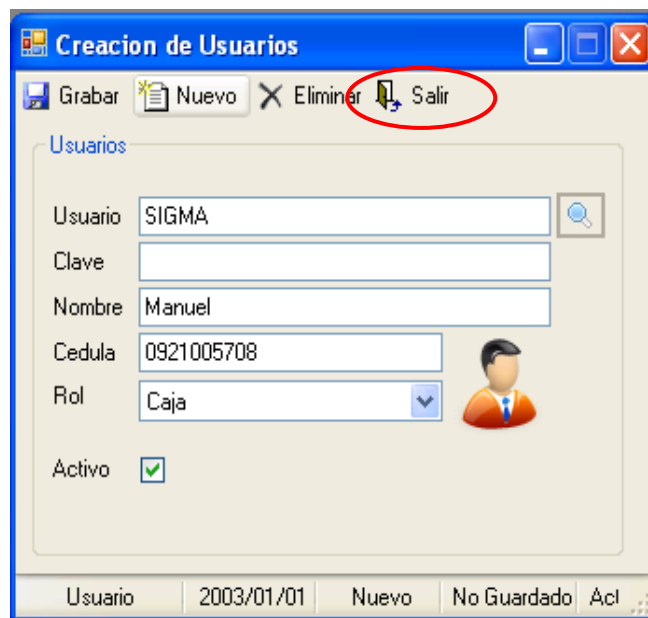 Creacion de Usuarios
Grabar Nuevo Eliminar Salir
Usuarios
Usuario SIGMA
Clave
Nombre Manuel
Cedula 0921005708
Rol Caja
Activo
Usuario 2003/01/01 Nuevo No Guardado Act